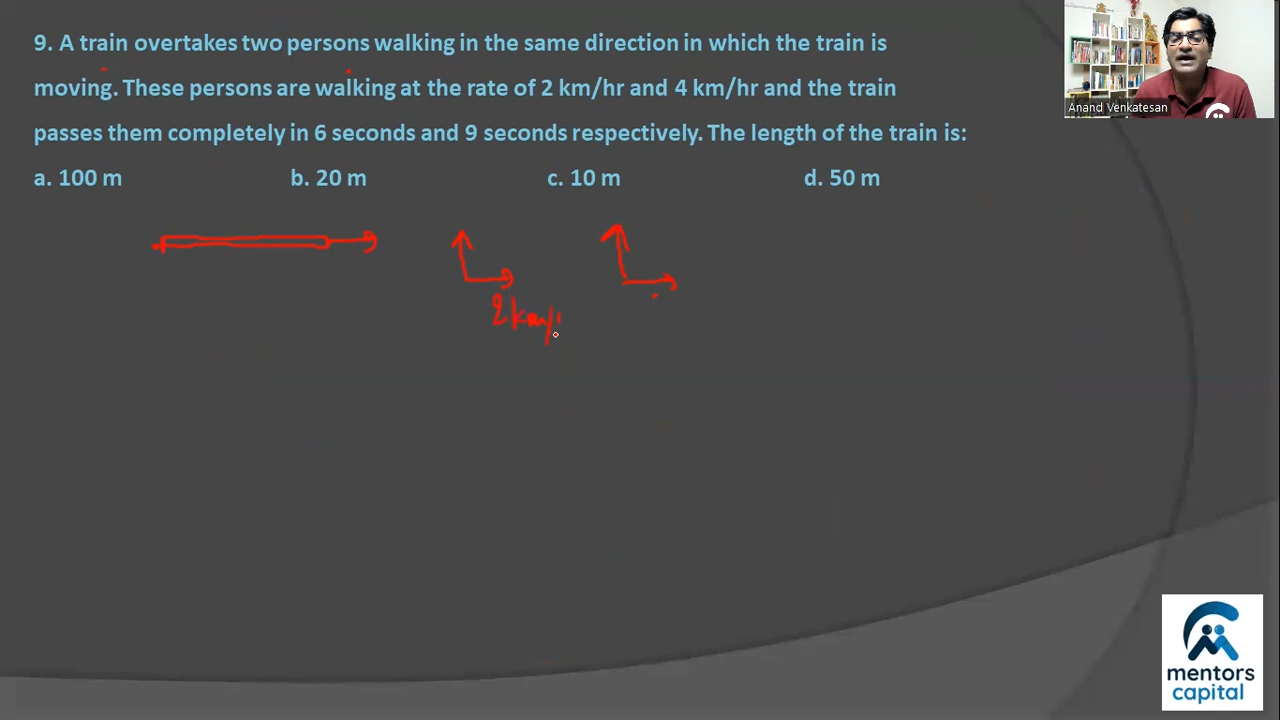 9. A train overtakes two persons walking in the same direction in which the train is
moving. These persons are walking at the rate of 2 km/hr and 4 km/hr and the train
passes them completely in 6 seconds and 9 seconds respectively. The length of the train is:
a. 100 m b. 20 m c. 10 m d. 50 m
2 km/
Anand Venkatesan
mentors
capital